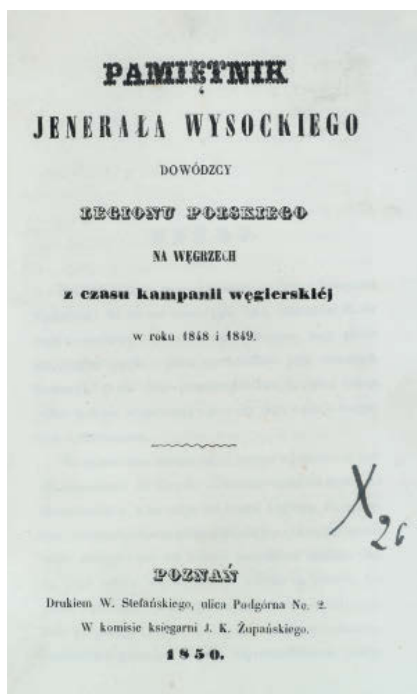 PAMIĘTNIK
JENERAŁA WYSOCKIEGO
DOWÓDZCY
LEGIONU POLSKIEGO
NA WĘGRZECH
z czasu kampanii węgierskiéj
w roku 1848 i 1849.
X
26
POZNAŃ
Drukiem W. Stefańskiego, ulica Podgórna No. 2.
W komisie księgarni J. K. Żupańskiego.
1850.